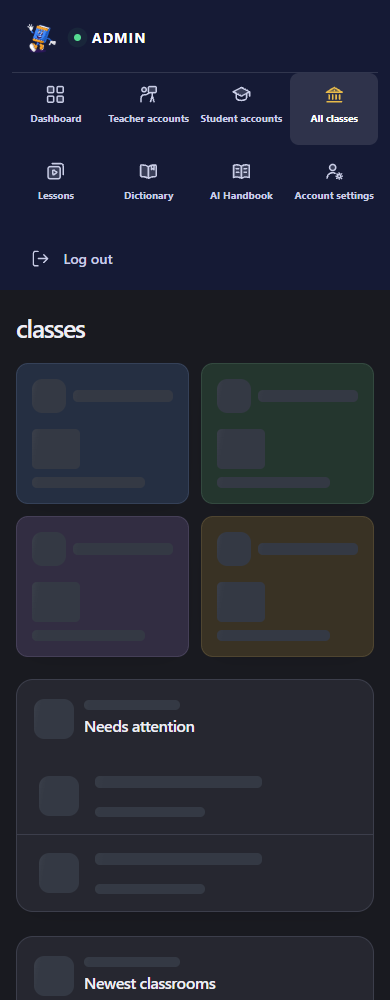 ADMIN
Dashboard
Teacher accounts
Student accounts
All classes
Lessons
Dictionary
AI Handbook
Account settings
Log out
classes
Needs attention
Newest classrooms